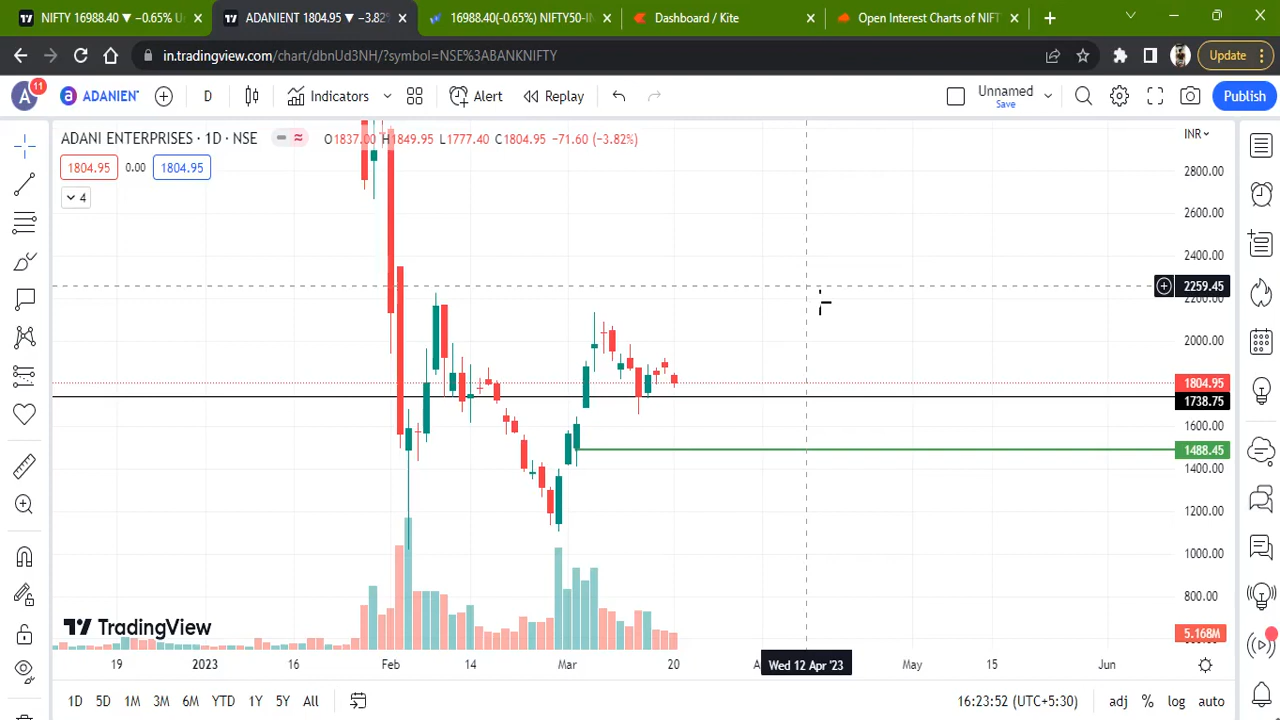 NIFTY 16988.40 ▼ −0.65% U
ADANIENT 1804.95 ▼ −3.82%
16988.40(-0.65%) NIFTY50-IN
Dashboard / Kite
Open Interest Charts of NIFT
in.tradingview.com/chart/dbnUd3NH/?symbol=NSE%3ABANKNIFTY
Update
A
11
ADANIENT
D
Indicators
Alert
Replay
Unnamed
Save
Publish
ADANI ENTERPRISES · 1D · NSE
O1837.00 H1849.95 L1777.40 C1804.95 −71.60 (−3.82%)
INR
1804.95
0.00
1804.95
4
2800.00
2600.00
2400.00
2259.45
2200.00
2000.00
1804.95
1738.75
1600.00
1488.45
1400.00
1200.00
1000.00
800.00
5.168M
TradingView
19
2023
16
Feb
14
Mar
20
Wed 12 Apr '23
May
15
Jun
1D 5D 1M 3M 6M YTD 1Y 5Y All
16:23:52 (UTC+5:30)
adj % log auto